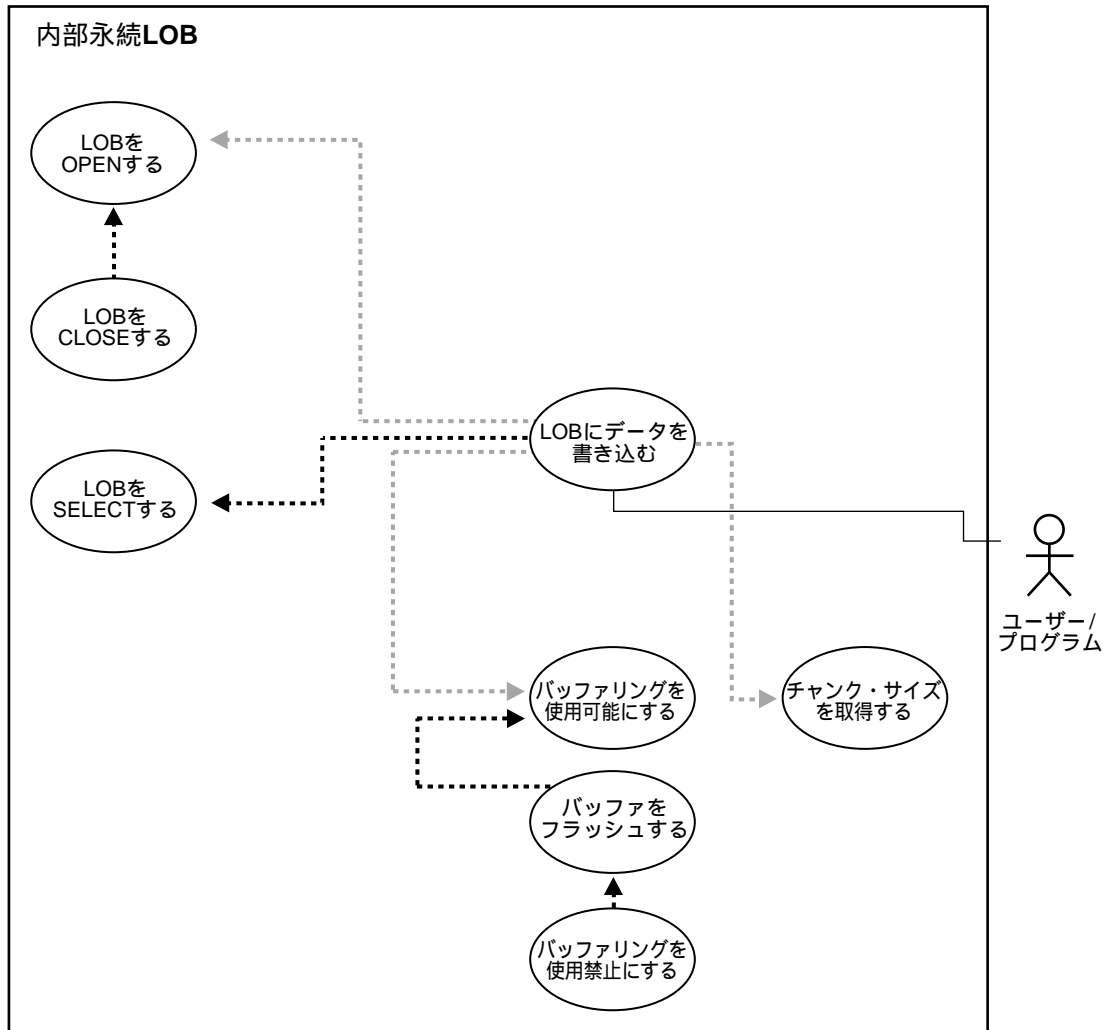 内部永続LOB
LOBを
OPENする
LOBを
CLOSEする
LOBにデータを
書き込む
LOBを
SELECTする
ユーザー/
プログラム
バッファリングを
使用可能にする
チャンク・サイズ
を取得する
バッファを
フラッシュする
バッファリングを
使用禁止にする